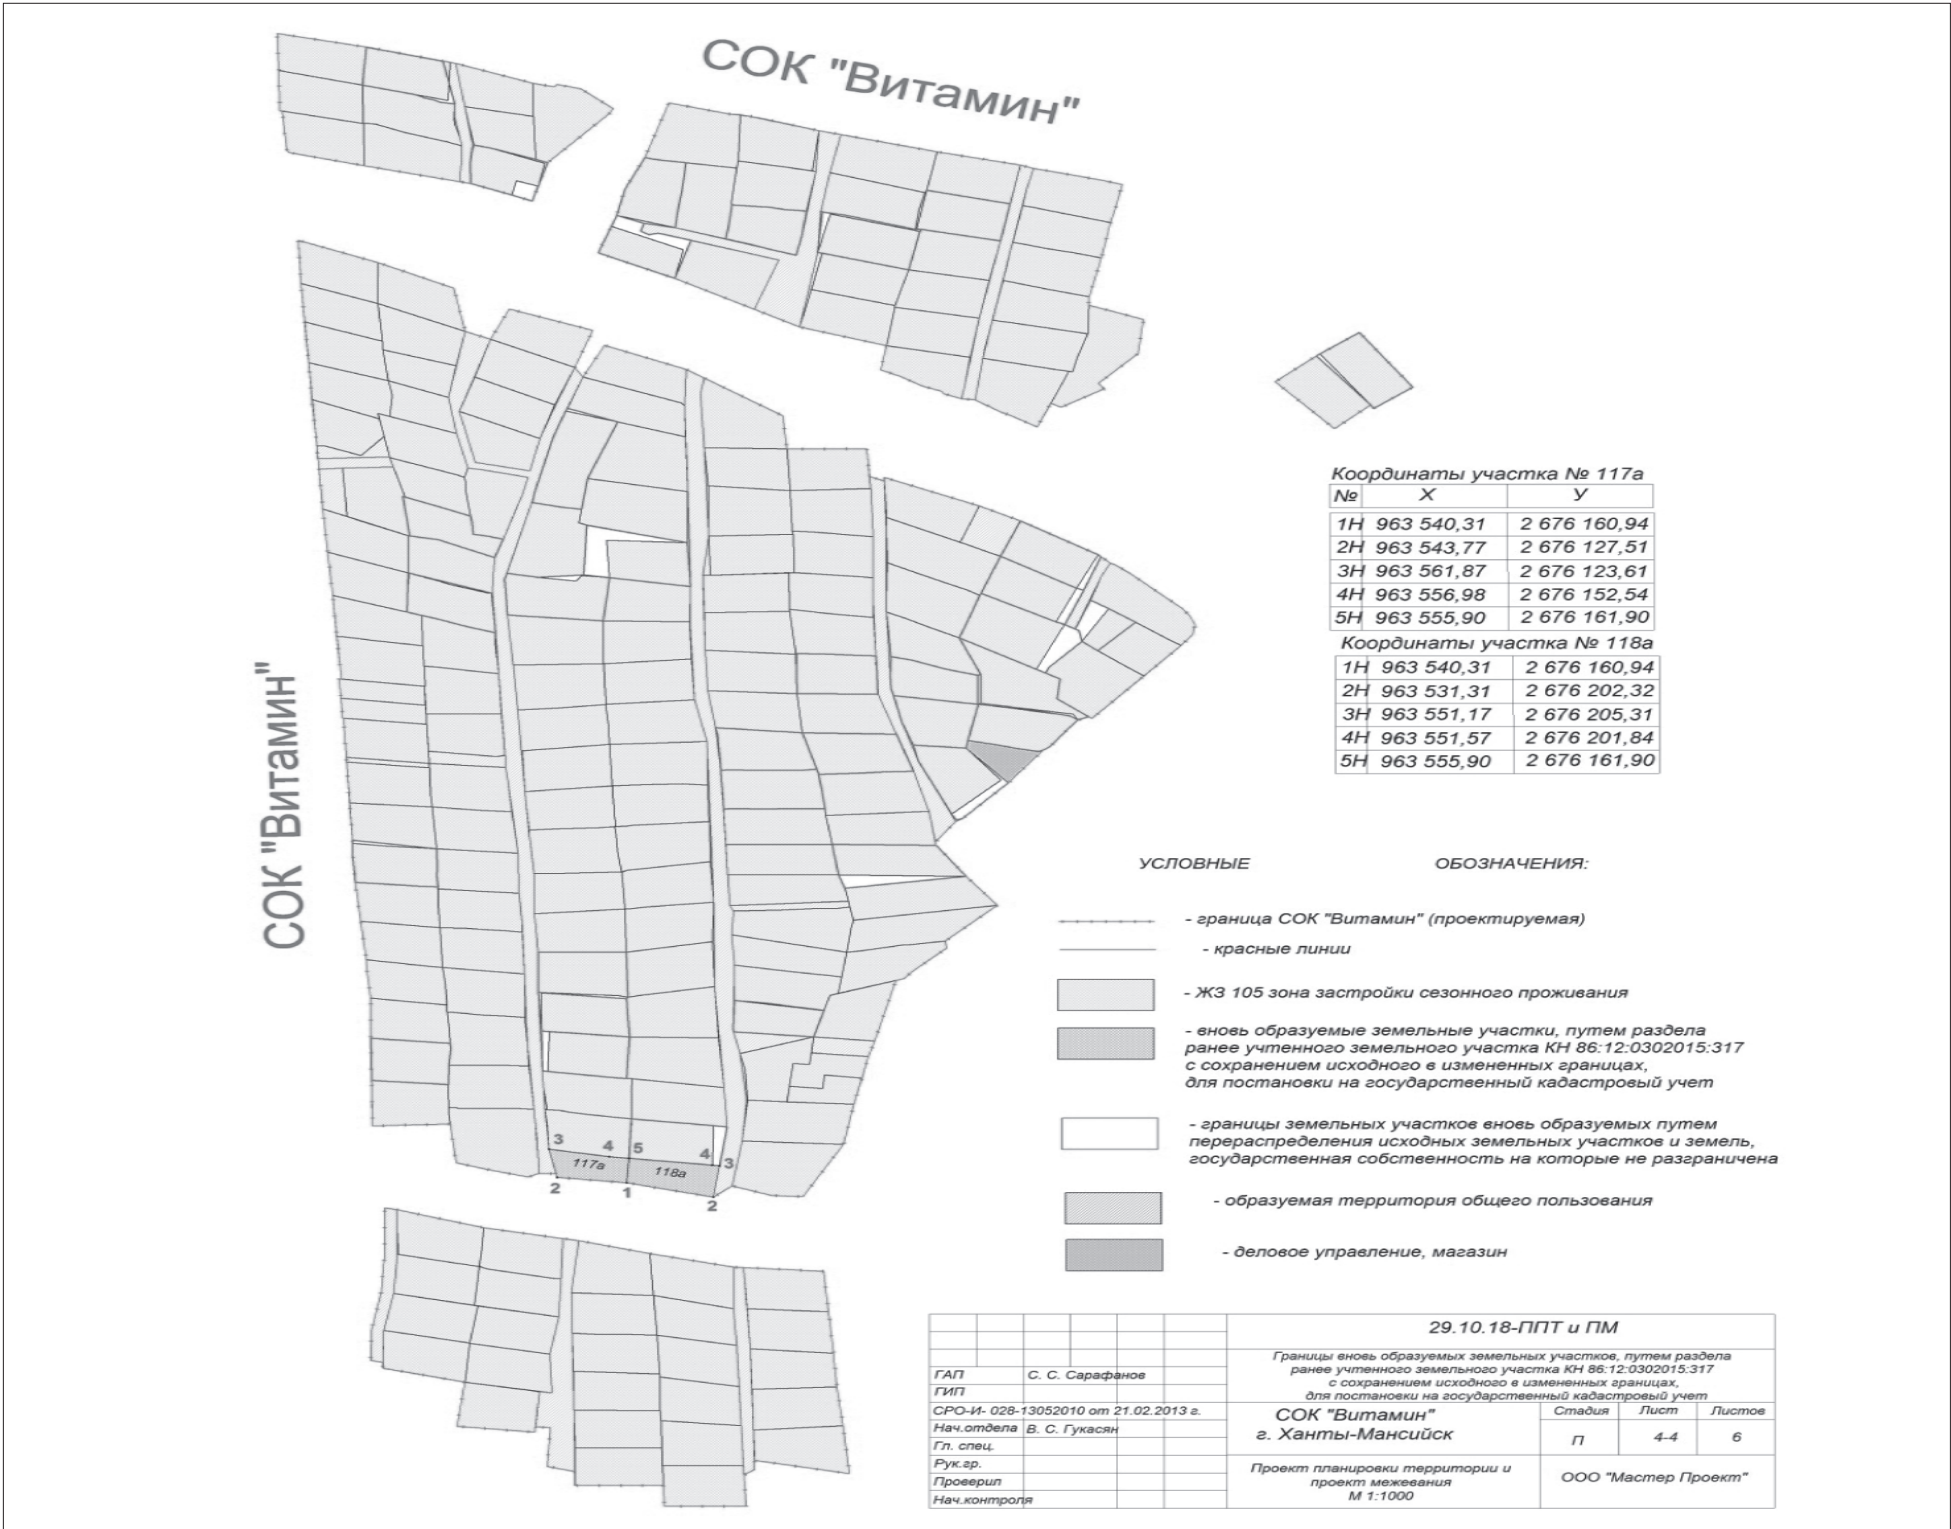 СОК "Витамин"
СОК "Витамин"
Координаты участка № 117а
№ Х У
1Н 963 540,31 2 676 160,94
2Н 963 543,77 2 676 127,51
3Н 963 561,87 2 676 123,61
4Н 963 556,98 2 676 152,54
5Н 963 555,90 2 676 161,90
Координаты участка № 118а
1Н 963 540,31 2 676 160,94
2Н 963 531,31 2 676 202,32
3Н 963 551,17 2 676 205,31
4Н 963 551,57 2 676 201,84
5Н 963 555,90 2 676 161,90
УСЛОВНЫЕ ОБОЗНАЧЕНИЯ:
- граница СОК "Витамин" (проектируемая)
- красные линии
- ЖЗ 105 зона застройки сезонного проживания
- вновь образуемые земельные участки, путем раздела
ранее учтенного земельного участка КН 86:12:0302015:317
с сохранением исходного в измененных границах,
для постановки на государственный кадастровый учет
- границы земельных участков вновь образуемых путем
перераспределения исходных земельных участков и земель,
государственная собственность на которые не разграничена
- образуемая территория общего пользования
- деловое управление, магазин
3 4 5 4 3
117а 118а
2 1 2
29.10.18-ППТ и ПМ
Границы вновь образуемых земельных участков, путем раздела
ранее учтенного земельного участка КН 86:12:0302015:317
с сохранением исходного в измененных границах,
для постановки на государственный кадастровый учет
ГАП С. С. Сарафанов
ГИП
СРО-И- 028-13052010 от 21.02.2013 г.
Нач.отдела В. С. Гукасян
Гл. спец.
Рук.гр.
Проверил
Нач.контроля
СОК "Витамин"
г. Ханты-Мансийск
Стадия Лист Листов
П 4-4 6
Проект планировки территории и
проект межевания
М 1:1000
ООО "Мастер Проект"